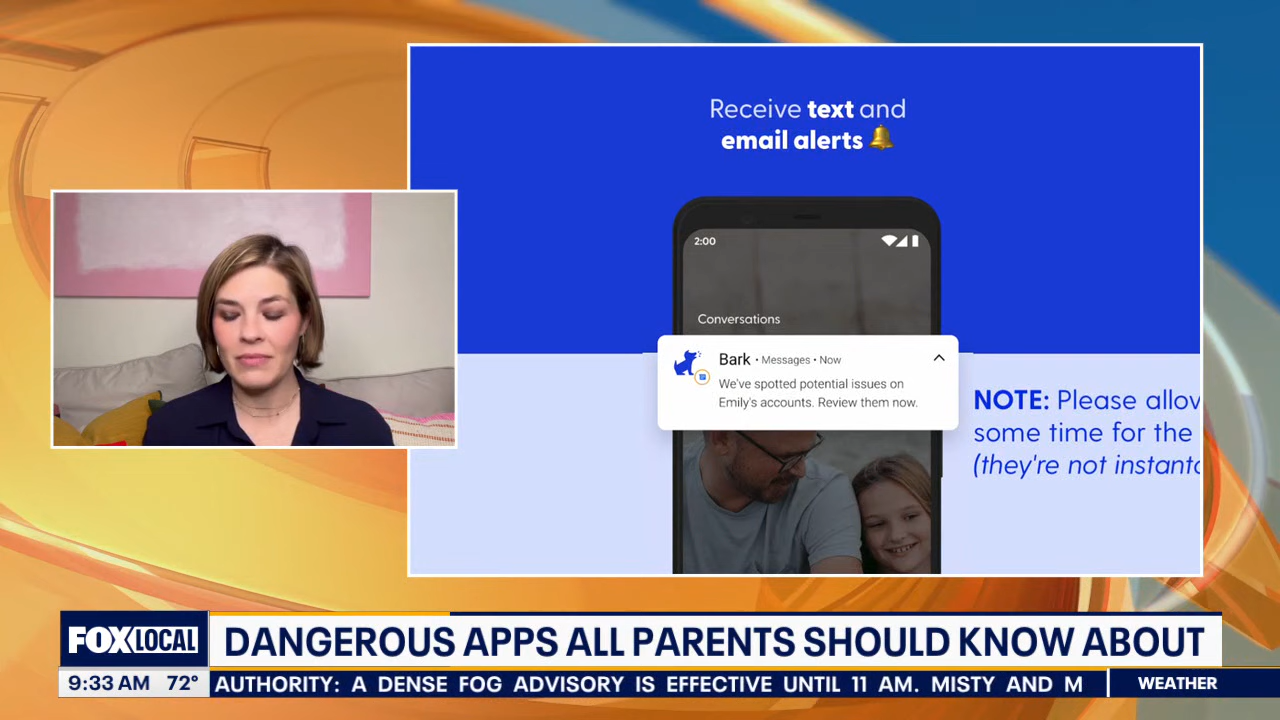 Receive text and
email alerts
2:00
Conversations
Bark • Messages • Now
We've spotted potential issues on
Emily's accounts. Review them now.
NOTE: Please allow
some time for the
(they're not instant
FOX LOCAL
DANGEROUS APPS ALL PARENTS SHOULD KNOW ABOUT
9:33 AM 72°
AUTHORITY: A DENSE FOG ADVISORY IS EFFECTIVE UNTIL 11 AM. MISTY AND M
WEATHER